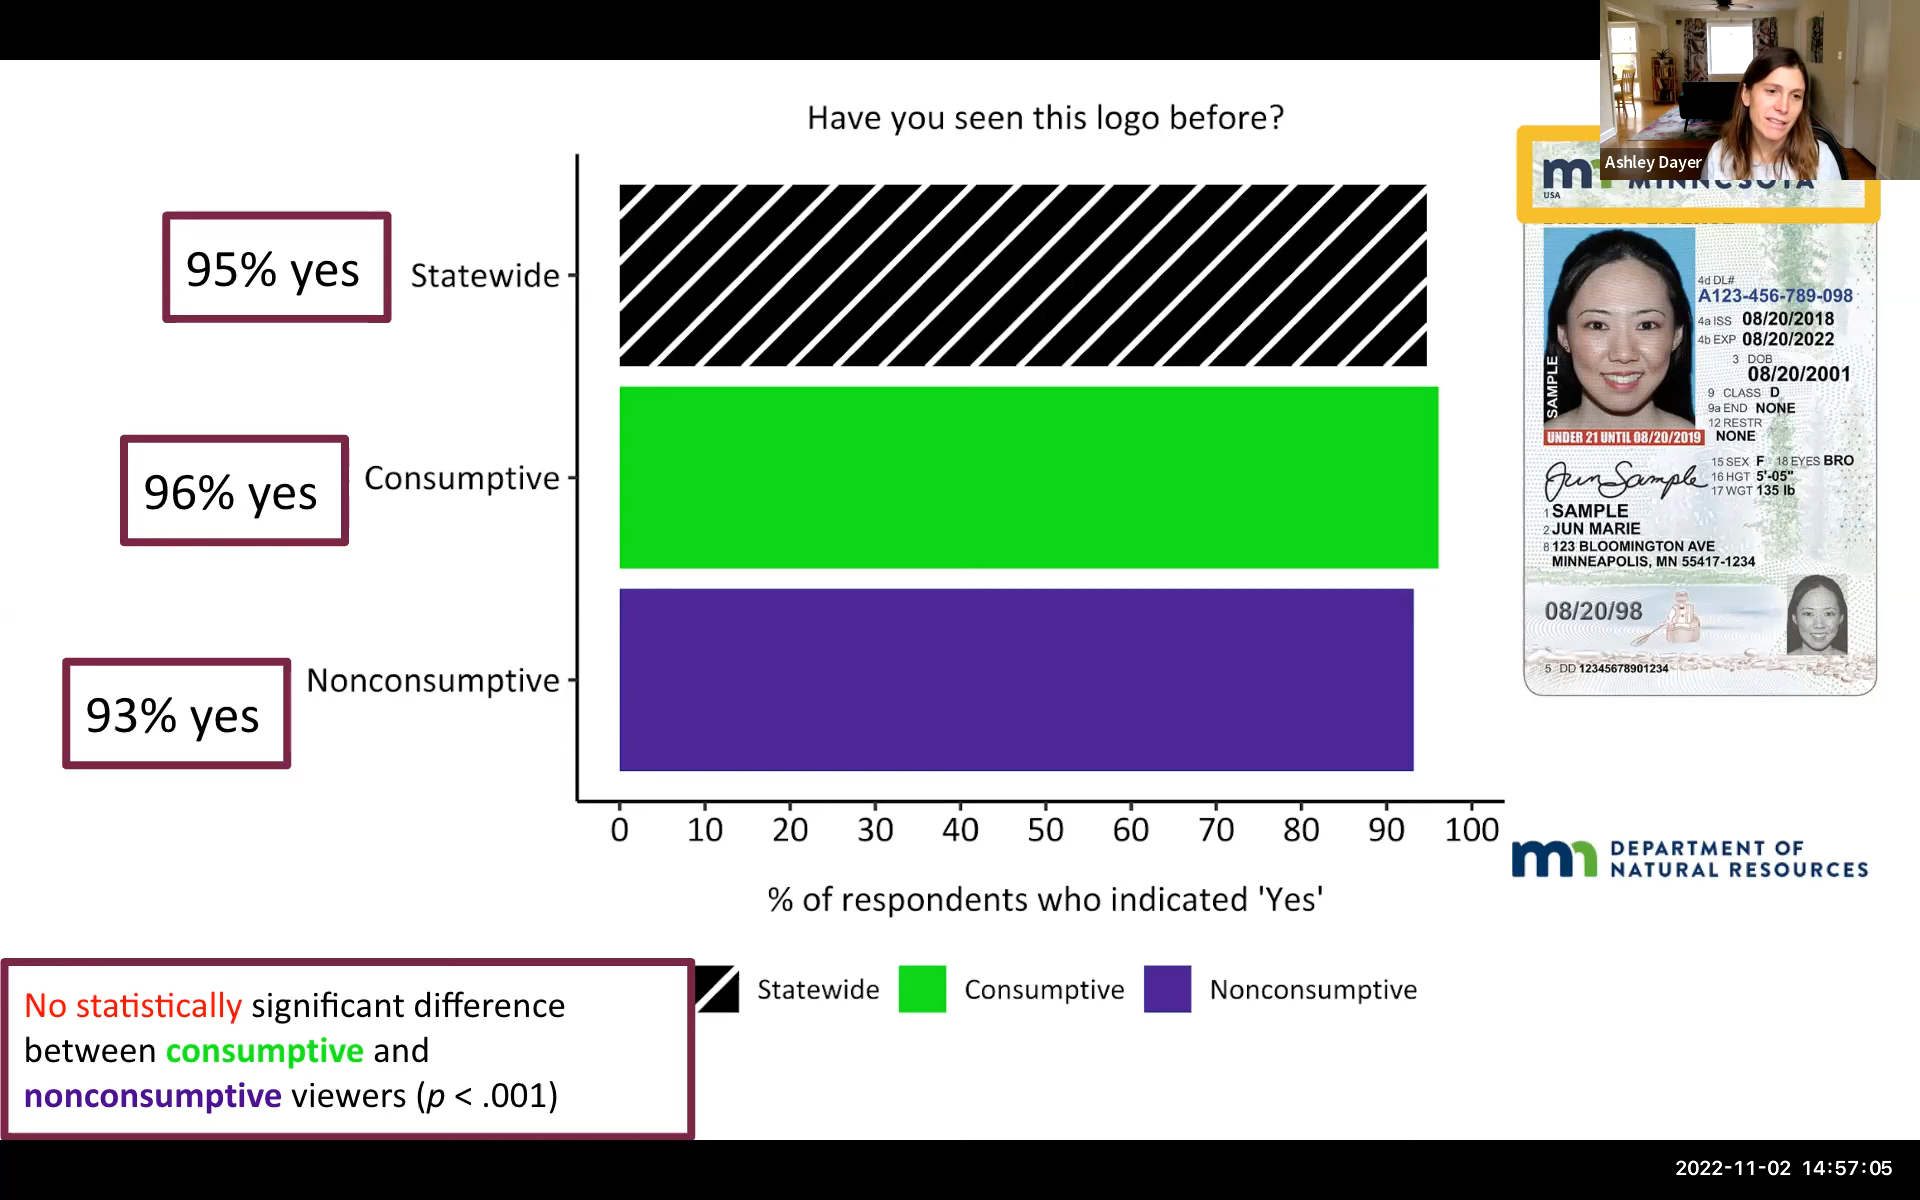 Have you seen this logo before?
Ashley Dayer
95% yes
Statewide
96% yes
Consumptive
93% yes
Nonconsumptive
0 10 20 30 40 50 60 70 80 90 100
% of respondents who indicated 'Yes'
Statewide Consumptive Nonconsumptive
No statistically significant difference
between consumptive and
nonconsumptive viewers (p < .001)
mn MINNESOTA
USA
4d DL#
A123-456-789-098
4a ISS 08/20/2018
4b EXP 08/20/2022
3 DOB
08/20/2001
9 CLASS D
9a END NONE
12 RESTR
NONE
SAMPLE
UNDER 21 UNTIL 08/20/2019
15 SEX F 18 EYES BRO
16 HGT 5'-05"
17 WGT 135 lb
Jun Sample
1 SAMPLE
2 JUN MARIE
8 123 BLOOMINGTON AVE
MINNEAPOLIS, MN 55417-1234
08/20/98
5 DD 12345678901234
mn DEPARTMENT OF
NATURAL RESOURCES
2022-11-02 14:57:05